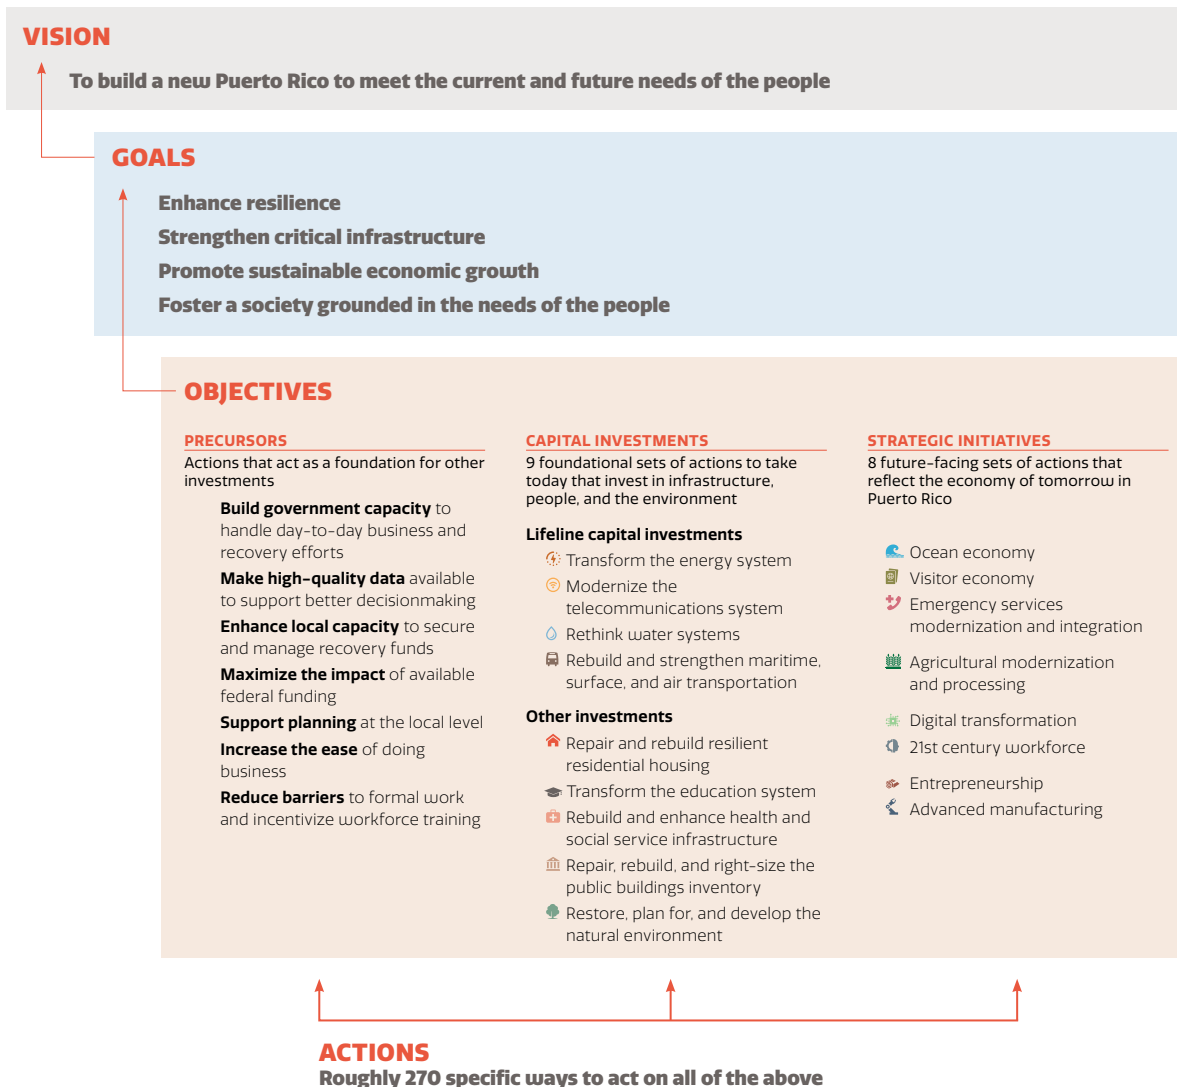 VISION
To build a new Puerto Rico to meet the current and future needs of the people
GOALS
Enhance resilience
Strengthen critical infrastructure
Promote sustainable economic growth
Foster a society grounded in the needs of the people
OBJECTIVES
PRECURSORS
Actions that act as a foundation for other
investments
Build government capacity to
handle day-to-day business and
recovery efforts
Make high-quality data available
to support better decisionmaking
Enhance local capacity to secure
and manage recovery funds
Maximize the impact of available
federal funding
Support planning at the local level
Increase the ease of doing
business
Reduce barriers to formal work
and incentivize workforce training
CAPITAL INVESTMENTS
9 foundational sets of actions to take
today that invest in infrastructure,
people, and the environment
Lifeline capital investments
Transform the energy system
Modernize the
telecommunications system
Rethink water systems
Rebuild and strengthen maritime,
surface, and air transportation
Other investments
Repair and rebuild resilient
residential housing
Transform the education system
Rebuild and enhance health and
social service infrastructure
Repair, rebuild, and right-size the
public buildings inventory
Restore, plan for, and develop the
natural environment
STRATEGIC INITIATIVES
8 future-facing sets of actions that
reflect the economy of tomorrow in
Puerto Rico
Ocean economy
Visitor economy
Emergency services
modernization and integration
Agricultural modernization
and processing
Digital transformation
21st century workforce
Entrepreneurship
Advanced manufacturing
ACTIONS
Roughly 270 specific ways to act on all of the above